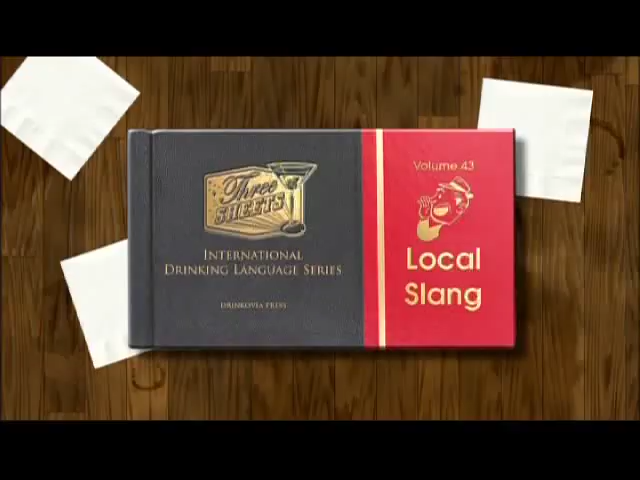 Three
SHEETS
INTERNATIONAL
DRINKING LANGUAGE SERIES
DRINKOVIA PRESS
Volume 43
Local
Slang